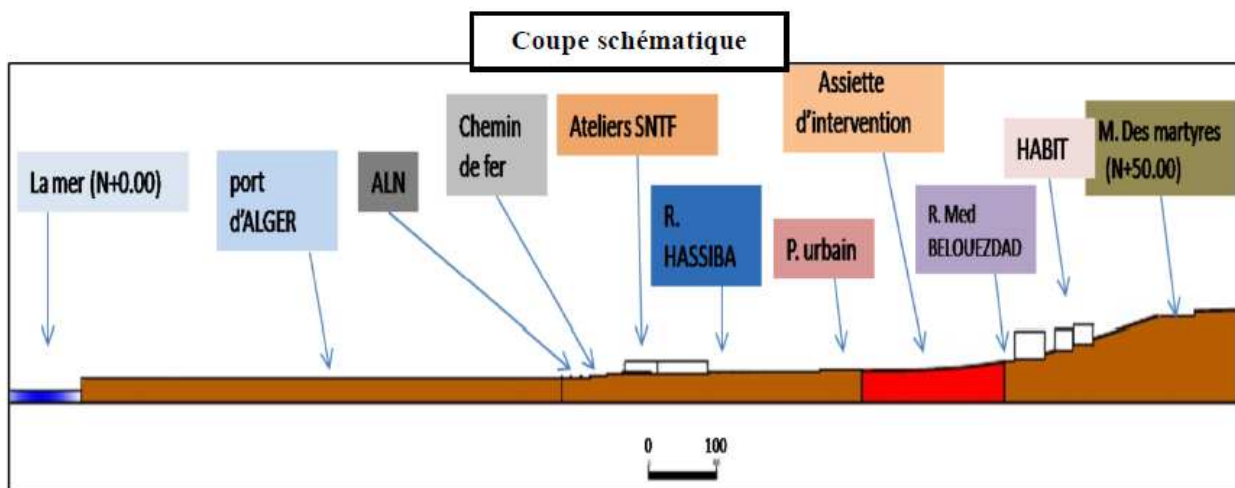 Coupe schématique
La mer (N+0.00)
port
d'ALGER
ALN
Chemin
de fer
Ateliers SNTF
R.
HASSIBA
P. urbain
Assiette
d'intervention
R. Med
BELOUEZDAD
HABIT
M. Des martyres
(N+50.00)
0 100